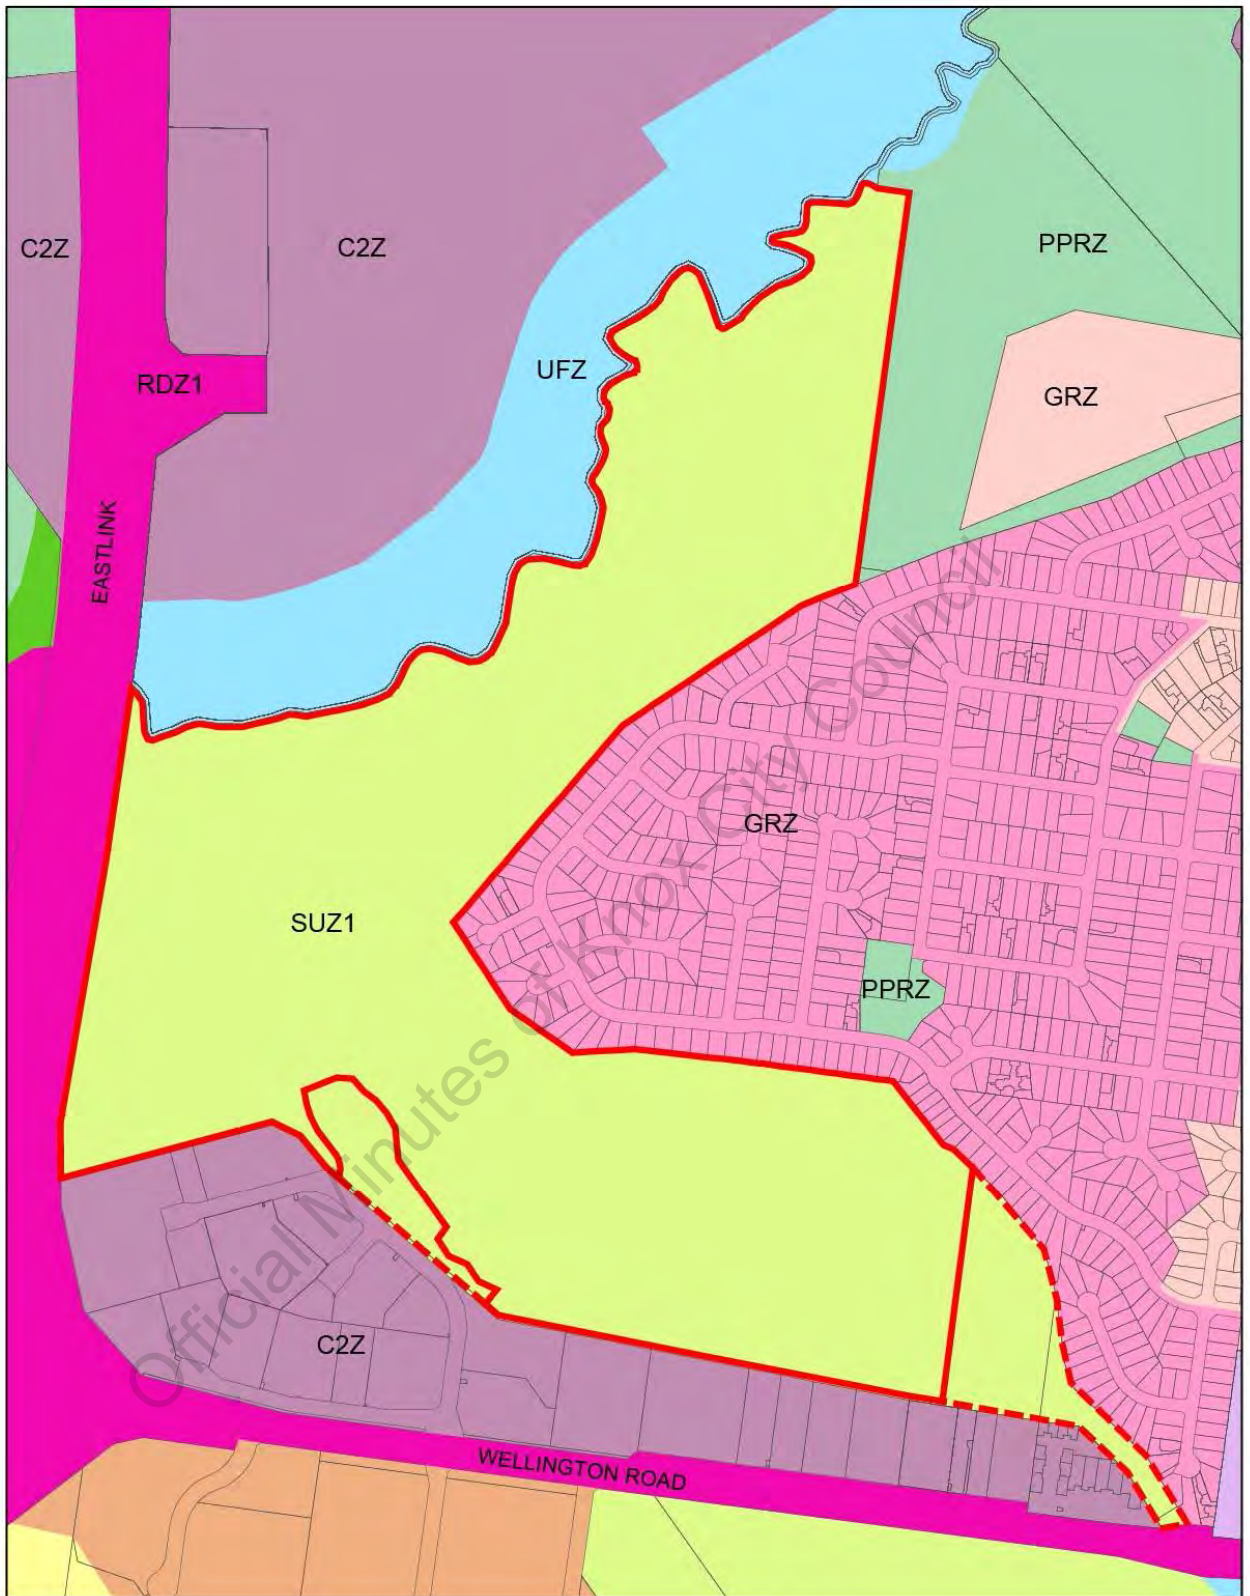 C2Z
C2Z
PPRZ
RDZ1
UFZ
GRZ
EASTLINK
GRZ
SUZ1
PPRZ
C2Z
WELLINGTON ROAD
Official Minutes of Knox City Council